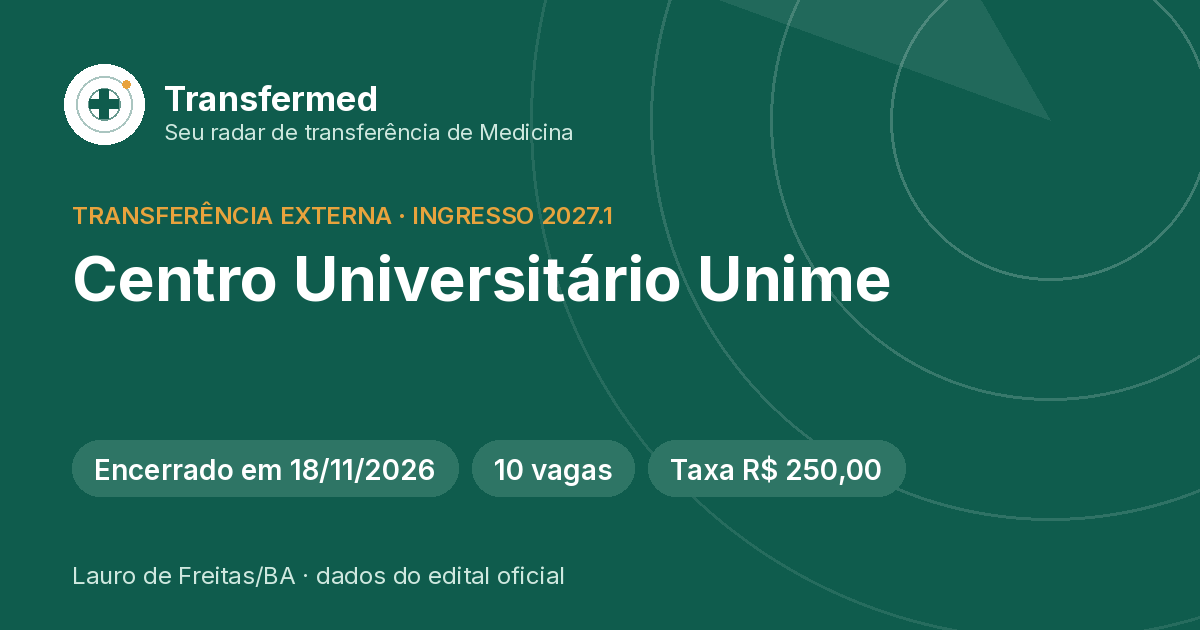 Transfermed
Seu radar de transferência de Medicina
TRANSFERÊNCIA EXTERNA · INGRESSO 2027.1
Centro Universitário Unime
Encerrado em 18/11/2026
10 vagas
Taxa R$ 250,00
Lauro de Freitas/BA · dados do edital oficial